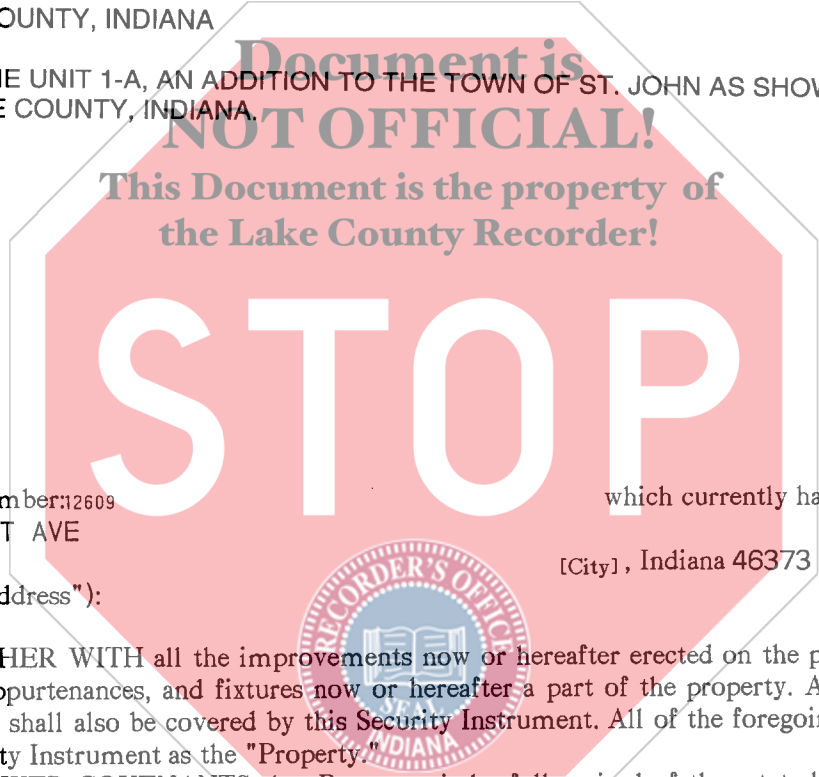 OUNTY, INDIANA
Document is
E UNIT 1-A, AN ADDITION TO THE TOWN OF ST. JOHN AS SHOW
E COUNTY, INDIANA.
NOT OFFICIAL!
This Document is the property of
the Lake County Recorder!
STOP
mber:12609 which currently ha
T AVE
[City], Indiana 46373
ddress"):
RECORDER'S OFFICE
SEAL
INDIANA
HER WITH all the improvements now or hereafter erected on the p
ppurtenances, and fixtures now or hereafter a part of the property. A
shall also be covered by this Security Instrument. All of the foregoin
ty Instrument as the "Property."